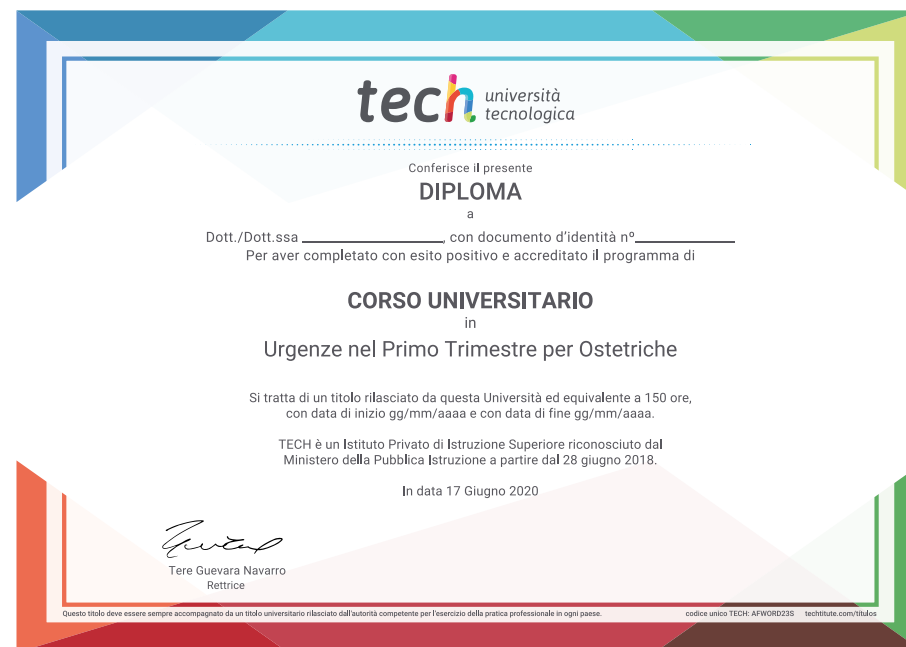 tech università
tecnologica
Conferisce il presente
DIPLOMA
a
Dott./Dott.ssa ________________, con documento d'identità nº____________
Per aver completato con esito positivo e accreditato il programma di
CORSO UNIVERSITARIO
in
Urgenze nel Primo Trimestre per Ostetriche
Si tratta di un titolo rilasciato da questa Università ed equivalente a 150 ore,
con data di inizio gg/mm/aaaa e con data di fine gg/mm/aaaa.
TECH è un Istituto Privato di Istruzione Superiore riconosciuto dal
Ministero della Pubblica Istruzione a partire dal 28 giugno 2018.
In data 17 Giugno 2020
Tere Guevara Navarro
Rettrice
Questo titolo deve essere sempre accompagnato da un titolo universitario rilasciato dall'autorità competente per l'esercizio della pratica professionale in ogni paese. codice unico TECH: AFWORD23S techtitute.com/titulos